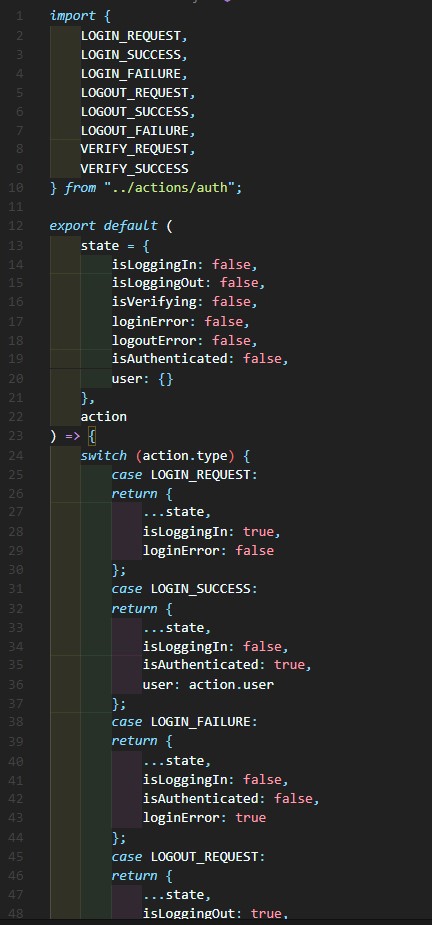 1 import {
2 LOGIN_REQUEST,
3 LOGIN_SUCCESS,
4 LOGIN_FAILURE,
5 LOGOUT_REQUEST,
6 LOGOUT_SUCCESS,
7 LOGOUT_FAILURE,
8 VERIFY_REQUEST,
9 VERIFY_SUCCESS
10 } from "../actions/auth";
11
12 export default (
13 state = {
14 isLoggingIn: false,
15 isLoggingOut: false,
16 isVerifying: false,
17 loginError: false,
18 logoutError: false,
19 isAuthenticated: false,
20 user: {}
21 },
22 action
23 ) => {
24 switch (action.type) {
25 case LOGIN_REQUEST:
26 return {
27 ...state,
28 isLoggingIn: true,
29 loginError: false
30 };
31 case LOGIN_SUCCESS:
32 return {
33 ...state,
34 isLoggingIn: false,
35 isAuthenticated: true,
36 user: action.user
37 };
38 case LOGIN_FAILURE:
39 return {
40 ...state,
41 isLoggingIn: false,
42 isAuthenticated: false,
43 loginError: true
44 };
45 case LOGOUT_REQUEST:
46 return {
47 ...state,
48 isLoggingOut: true,